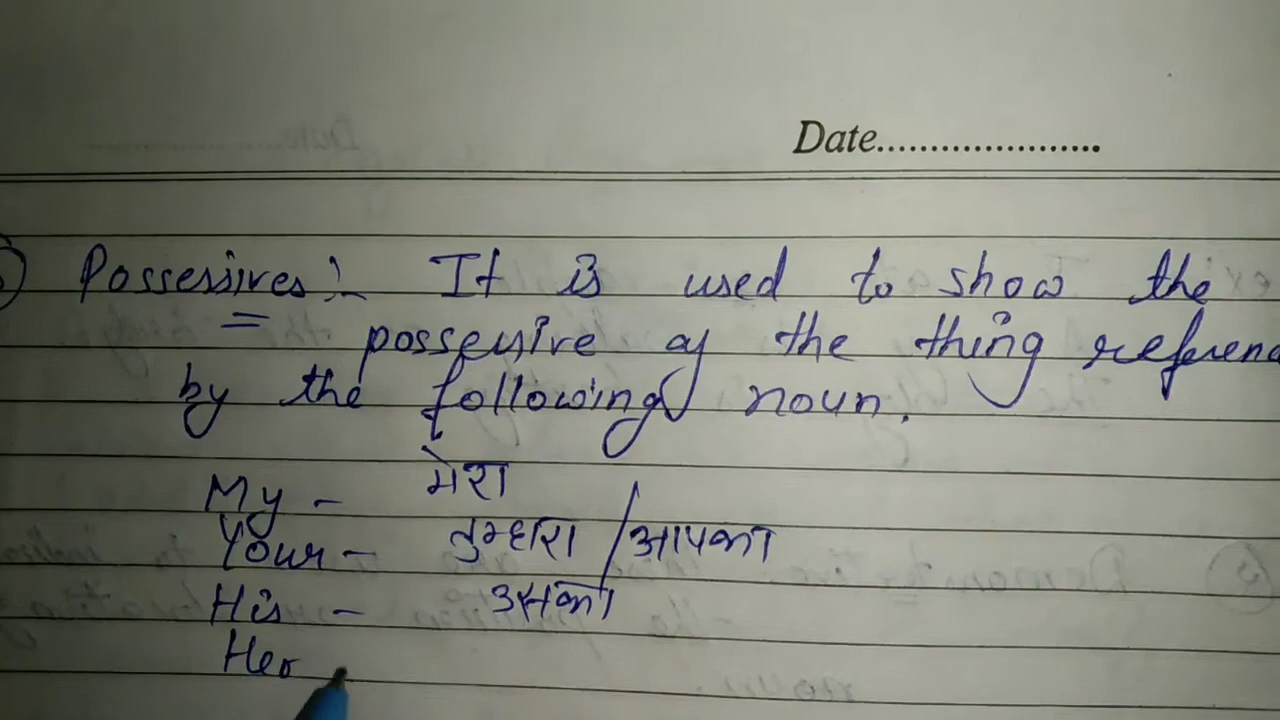 Date.....................
Possessives:- It is used to show the
possessive of the thing referenc
by the following noun.
My - मेरा
Your - तुम्हारा / आपका
His - उसका
Her